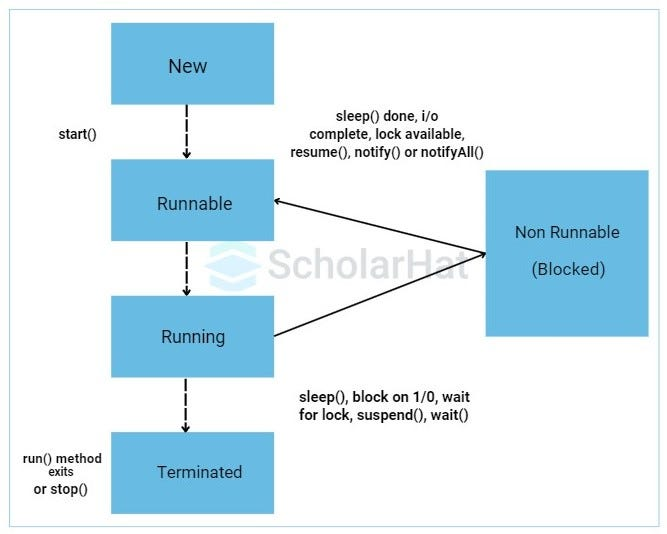 New
start()
sleep() done, i/o
complete, lock available,
resume(), notify() or notifyAll()
Runnable
Non Runnable
(Blocked)
ScholarHat
Running
sleep(), block on 1/0, wait
for lock, suspend(), wait()
run() method
exits
or stop()
Terminated